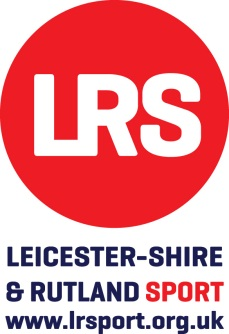 LRS
LEICESTER-SHIRE
& RUTLAND SPORT
www.lrsport.org.uk